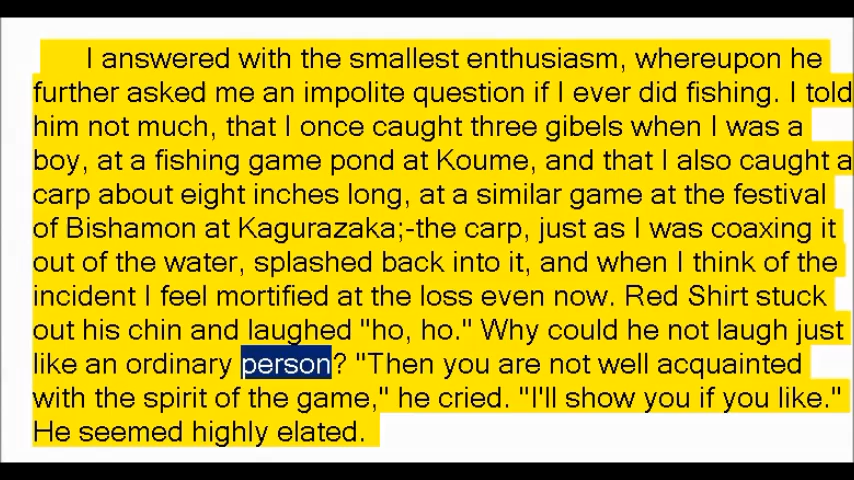 I answered with the smallest enthusiasm, whereupon he
further asked me an impolite question if I ever did fishing. I told
him not much, that I once caught three gibels when I was a
boy, at a fishing game pond at Koume, and that I also caught a
carp about eight inches long, at a similar game at the festival
of Bishamon at Kagurazaka;-the carp, just as I was coaxing it
out of the water, splashed back into it, and when I think of the
incident I feel mortified at the loss even now. Red Shirt stuck
out his chin and laughed "ho, ho." Why could he not laugh just
like an ordinary person? "Then you are not well acquainted
with the spirit of the game," he cried. "I'll show you if you like."
He seemed highly elated.